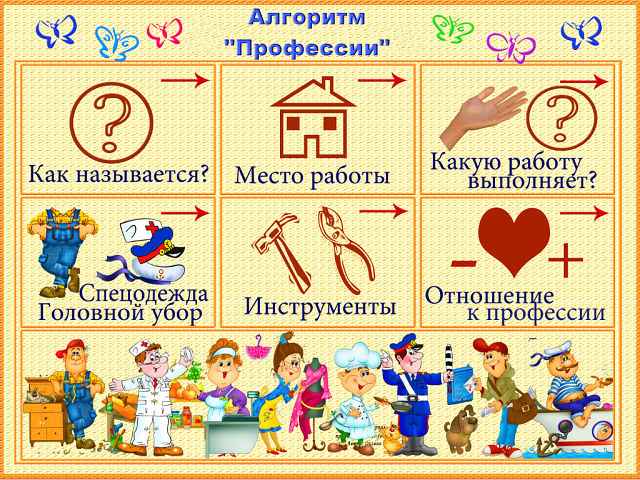 Алгоритм
"Профессии"
Как называется?
Место работы
Какую работу
выполняет?
Спецодежда
Головной убор
Инструменты
Отношение
к профессии